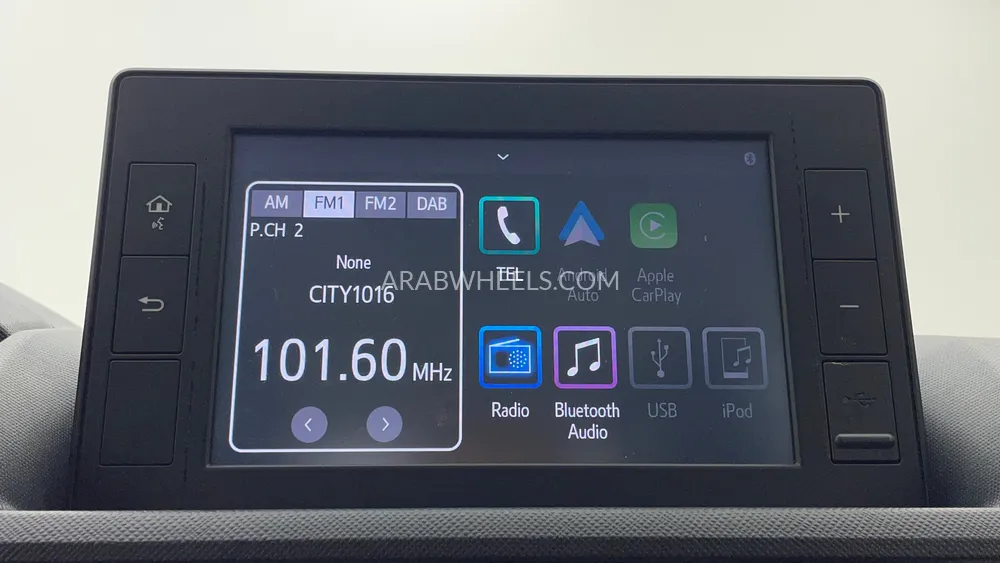 AM FM1 FM2 DAB
P.CH 2
None
CITY1016
101.60 MHz
TEL
Android
Auto
Apple
CarPlay
ARABWHEELS.COM
Radio
Bluetooth
Audio
USB
iPod